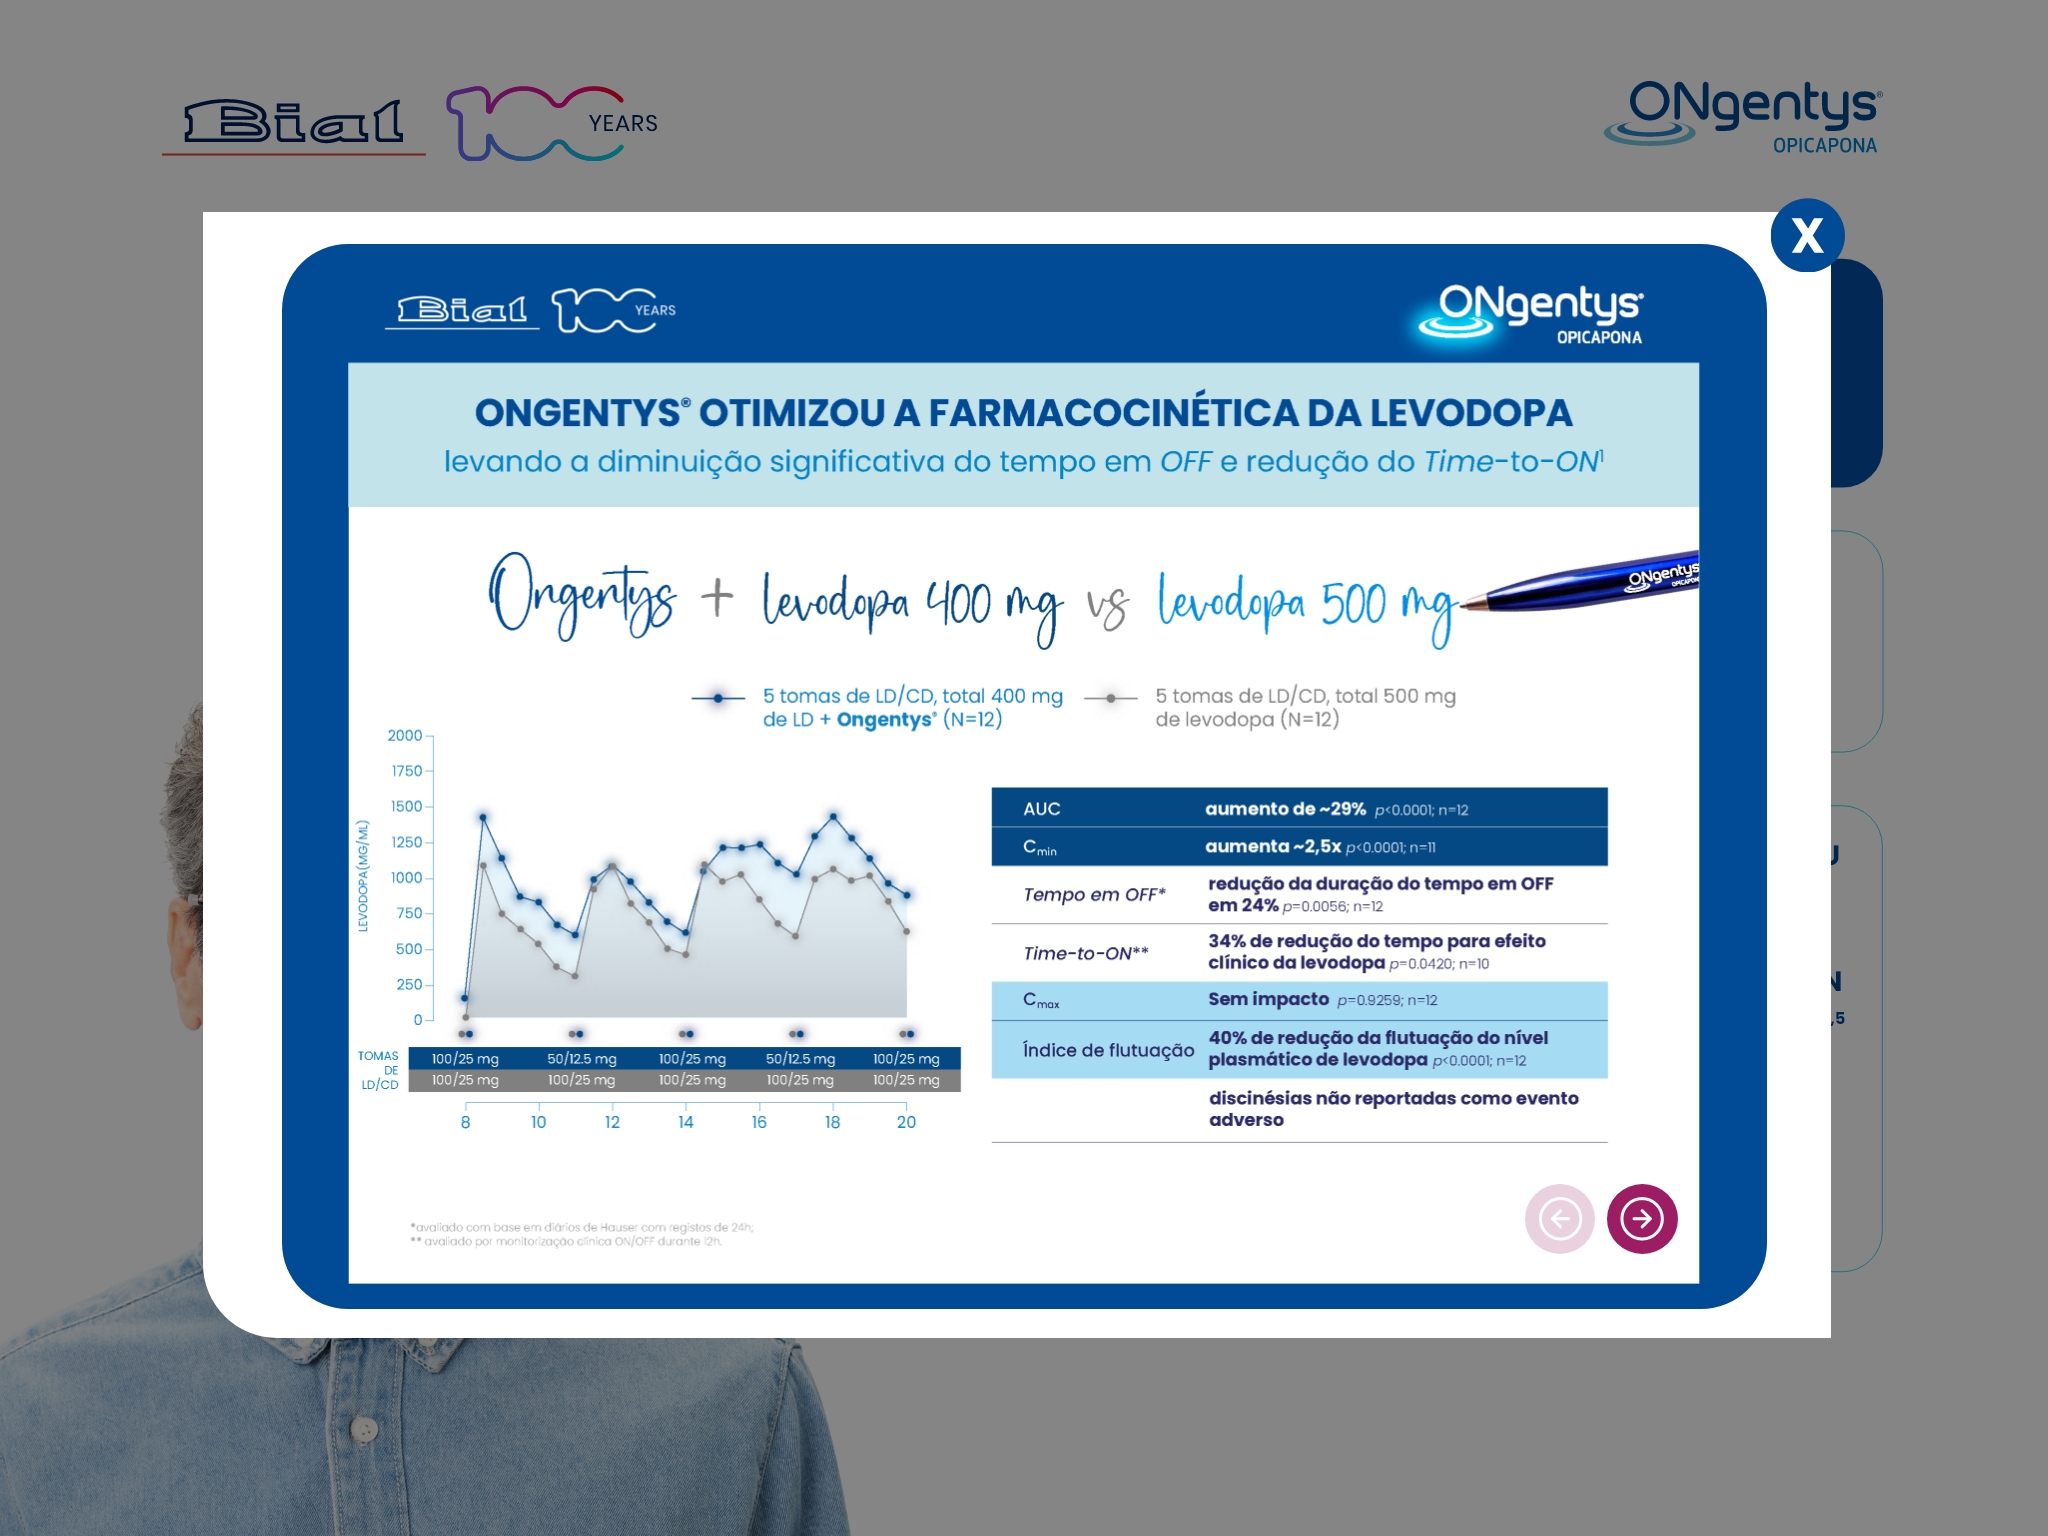 Bial
100 YEARS
ONgentys®
OPICAPONA
X
Bial
100 YEARS
ONgentys®
OPICAPONA
ONGENTYS® OTIMIZOU A FARMACOCINÉTICA DA LEVODOPA
levando a diminuição significativa do tempo em OFF e redução do Time-to-ON¹
Ongentys + levodopa 400 mg vs levodopa 500 mg
ONgentys
5 tomas de LD/CD, total 400 mg
de LD + Ongentys® (N=12)
5 tomas de LD/CD, total 500 mg
de levodopa (N=12)
LEVODOPA(MG/ML)
2000
1750
1500
1250
1000
750
500
250
0
TOMAS
DE
LD/CD
100/25 mg 50/12.5 mg 100/25 mg 50/12.5 mg 100/25 mg
100/25 mg 100/25 mg 100/25 mg 100/25 mg 100/25 mg
8 10 12 14 16 18 20
AUC aumento de ~29% p<0.0001; n=12
Cmin aumenta ~2,5x p<0.0001; n=11
Tempo em OFF* redução da duração do tempo em OFF
em 24% p=0.0056; n=12
Time-to-ON** 34% de redução do tempo para efeito
clínico da levodopa p=0.0420; n=10
Cmax Sem impacto p=0.9259; n=12
Índice de flutuação 40% de redução da flutuação do nível
plasmático de levodopa p<0.0001; n=12
discinésias não reportadas como evento
adverso
*avaliado com base em diários de Hauser com registos de 24h;
** avaliado por monitorização clínica ON/OFF durante 12h.
U
N
,5